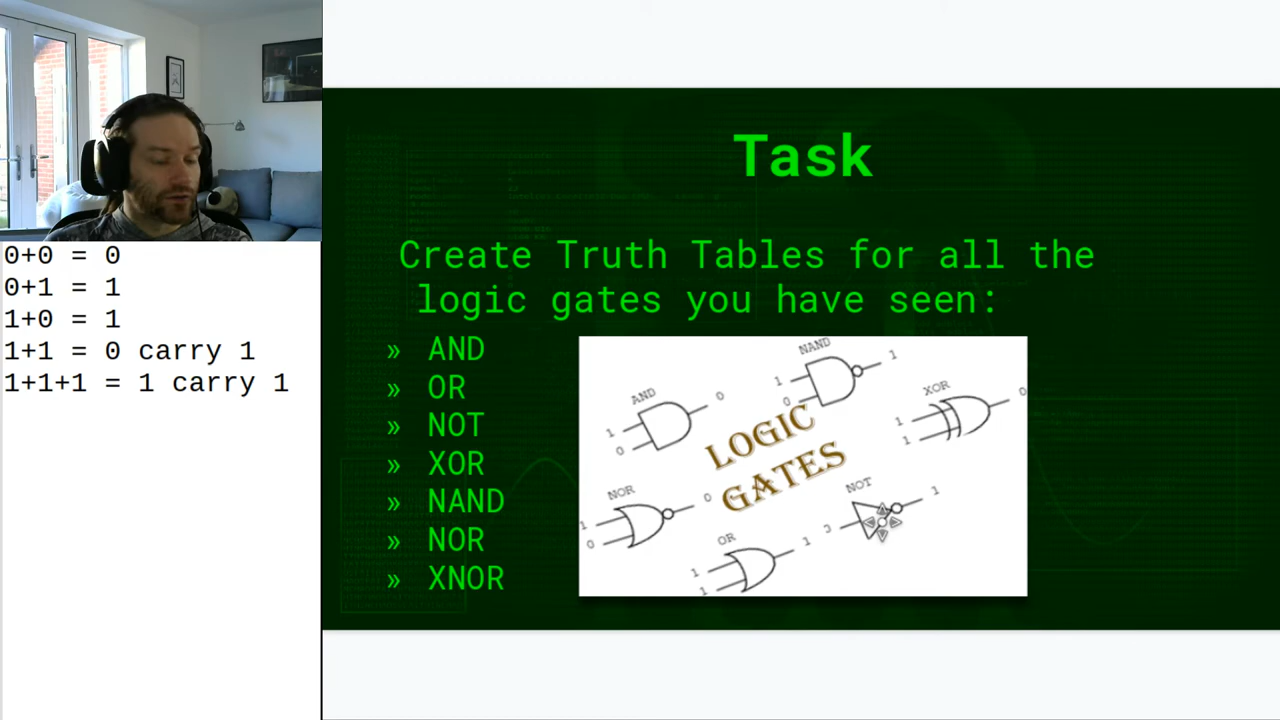 0+0 = 0
0+1 = 1
1+0 = 1
1+1 = 0 carry 1
1+1+1 = 1 carry 1
Task
Create Truth Tables for all the
logic gates you have seen:
» AND
» OR
» NOT
» XOR
» NAND
» NOR
» XNOR
NAND
1
0
1
AND
1
0
0
XOR
1
1
0
LOGIC
GATES
NOR
1
0
0
NOT
1
OR
1
1
1